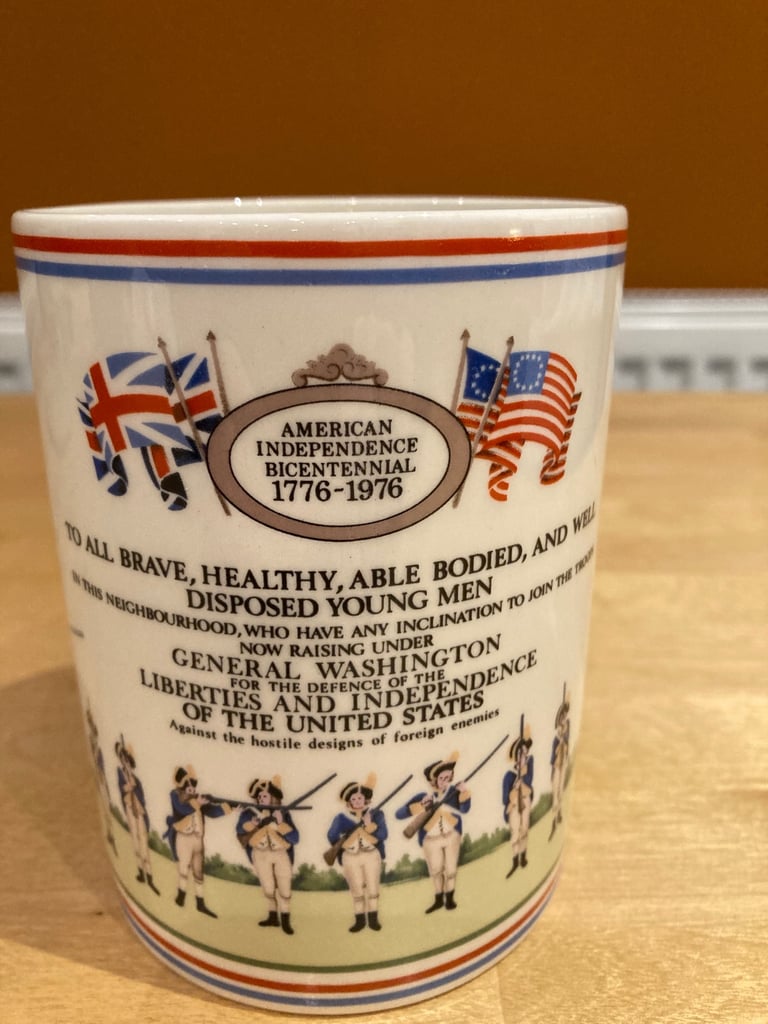 AMERICAN
INDEPENDENCE
BICENTENNIAL
1776-1976
TO ALL BRAVE, HEALTHY, ABLE BODIED, AND WELL
DISPOSED YOUNG MEN
IN THIS NEIGHBOURHOOD, WHO HAVE ANY INCLINATION TO JOIN THE TROOPS
NOW RAISING UNDER
GENERAL WASHINGTON
FOR THE DEFENCE OF THE
LIBERTIES AND INDEPENDENCE
OF THE UNITED STATES
Against the hostile designs of foreign enemies